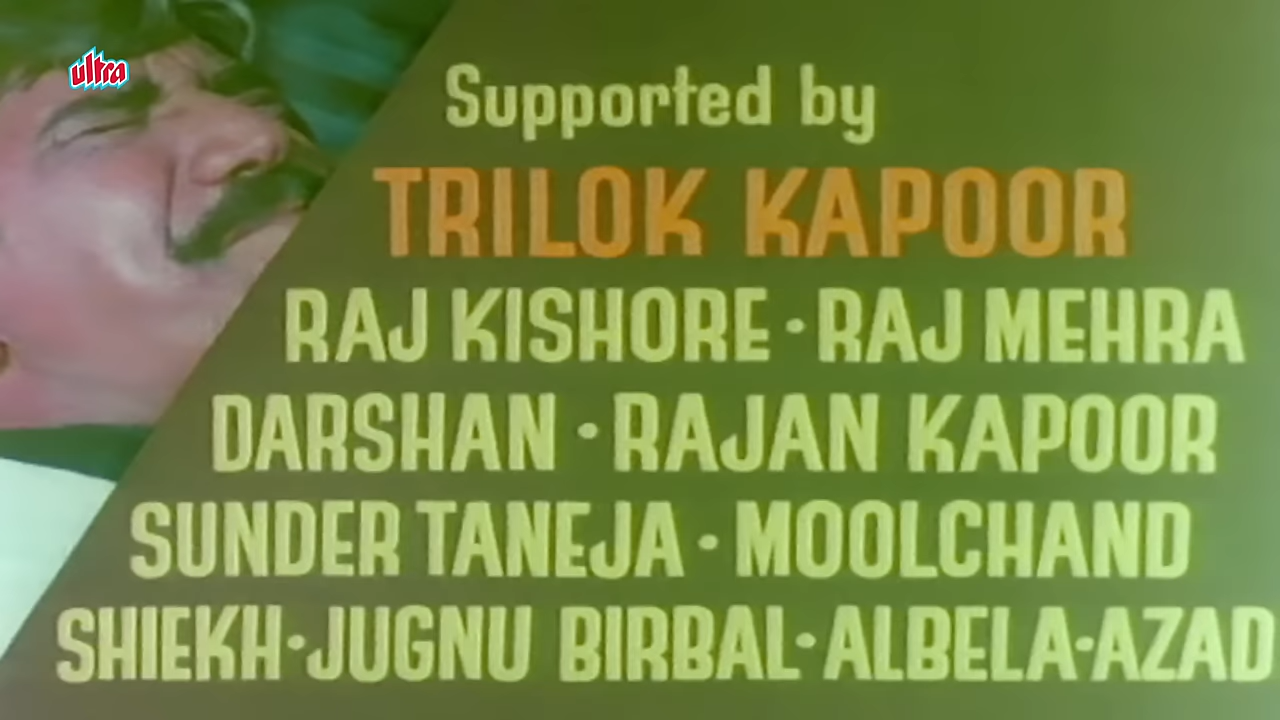 ultra
Supported by
TRILOK KAPOOR
RAJ KISHORE · RAJ MEHRA
DARSHAN · RAJAN KAPOOR
SUNDER TANEJA · MOOLCHAND
SHIEKH · JUGNU BIRBAL · ALBELA · AZAD